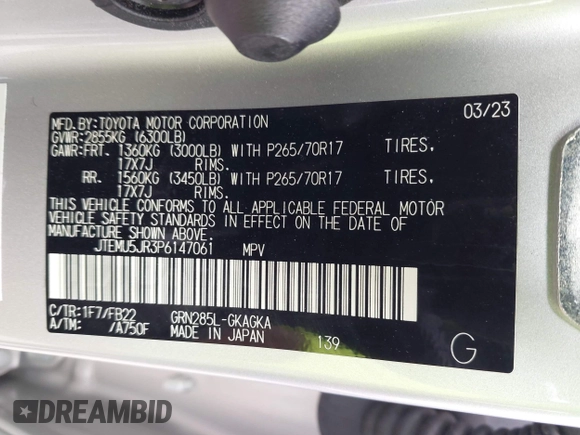 MFD.BY:TOYOTA MOTOR CORPORATION 03/23
GVWR:2855KG (6300LB)
GAWR:FRT. 1360KG (3000LB) WITH P265/70R17 TIRES.
17X7J RIMS.
RR. 1560KG (3450LB) WITH P265/70R17 TIRES.
17X7J RIMS.
THIS VEHICLE CONFORMS TO ALL APPLICABLE FEDERAL MOTOR
VEHICLE SAFETY STANDARDS IN EFFECT ON THE DATE OF
MANUFACTURE SHOWN ABOVE.
JTEMU5JR3P6147061 MPV
C/TR:1F7/FB22 GRN285L-GKAGKA
A/TM: /A750F MADE IN JAPAN 139 G
DREAMBID